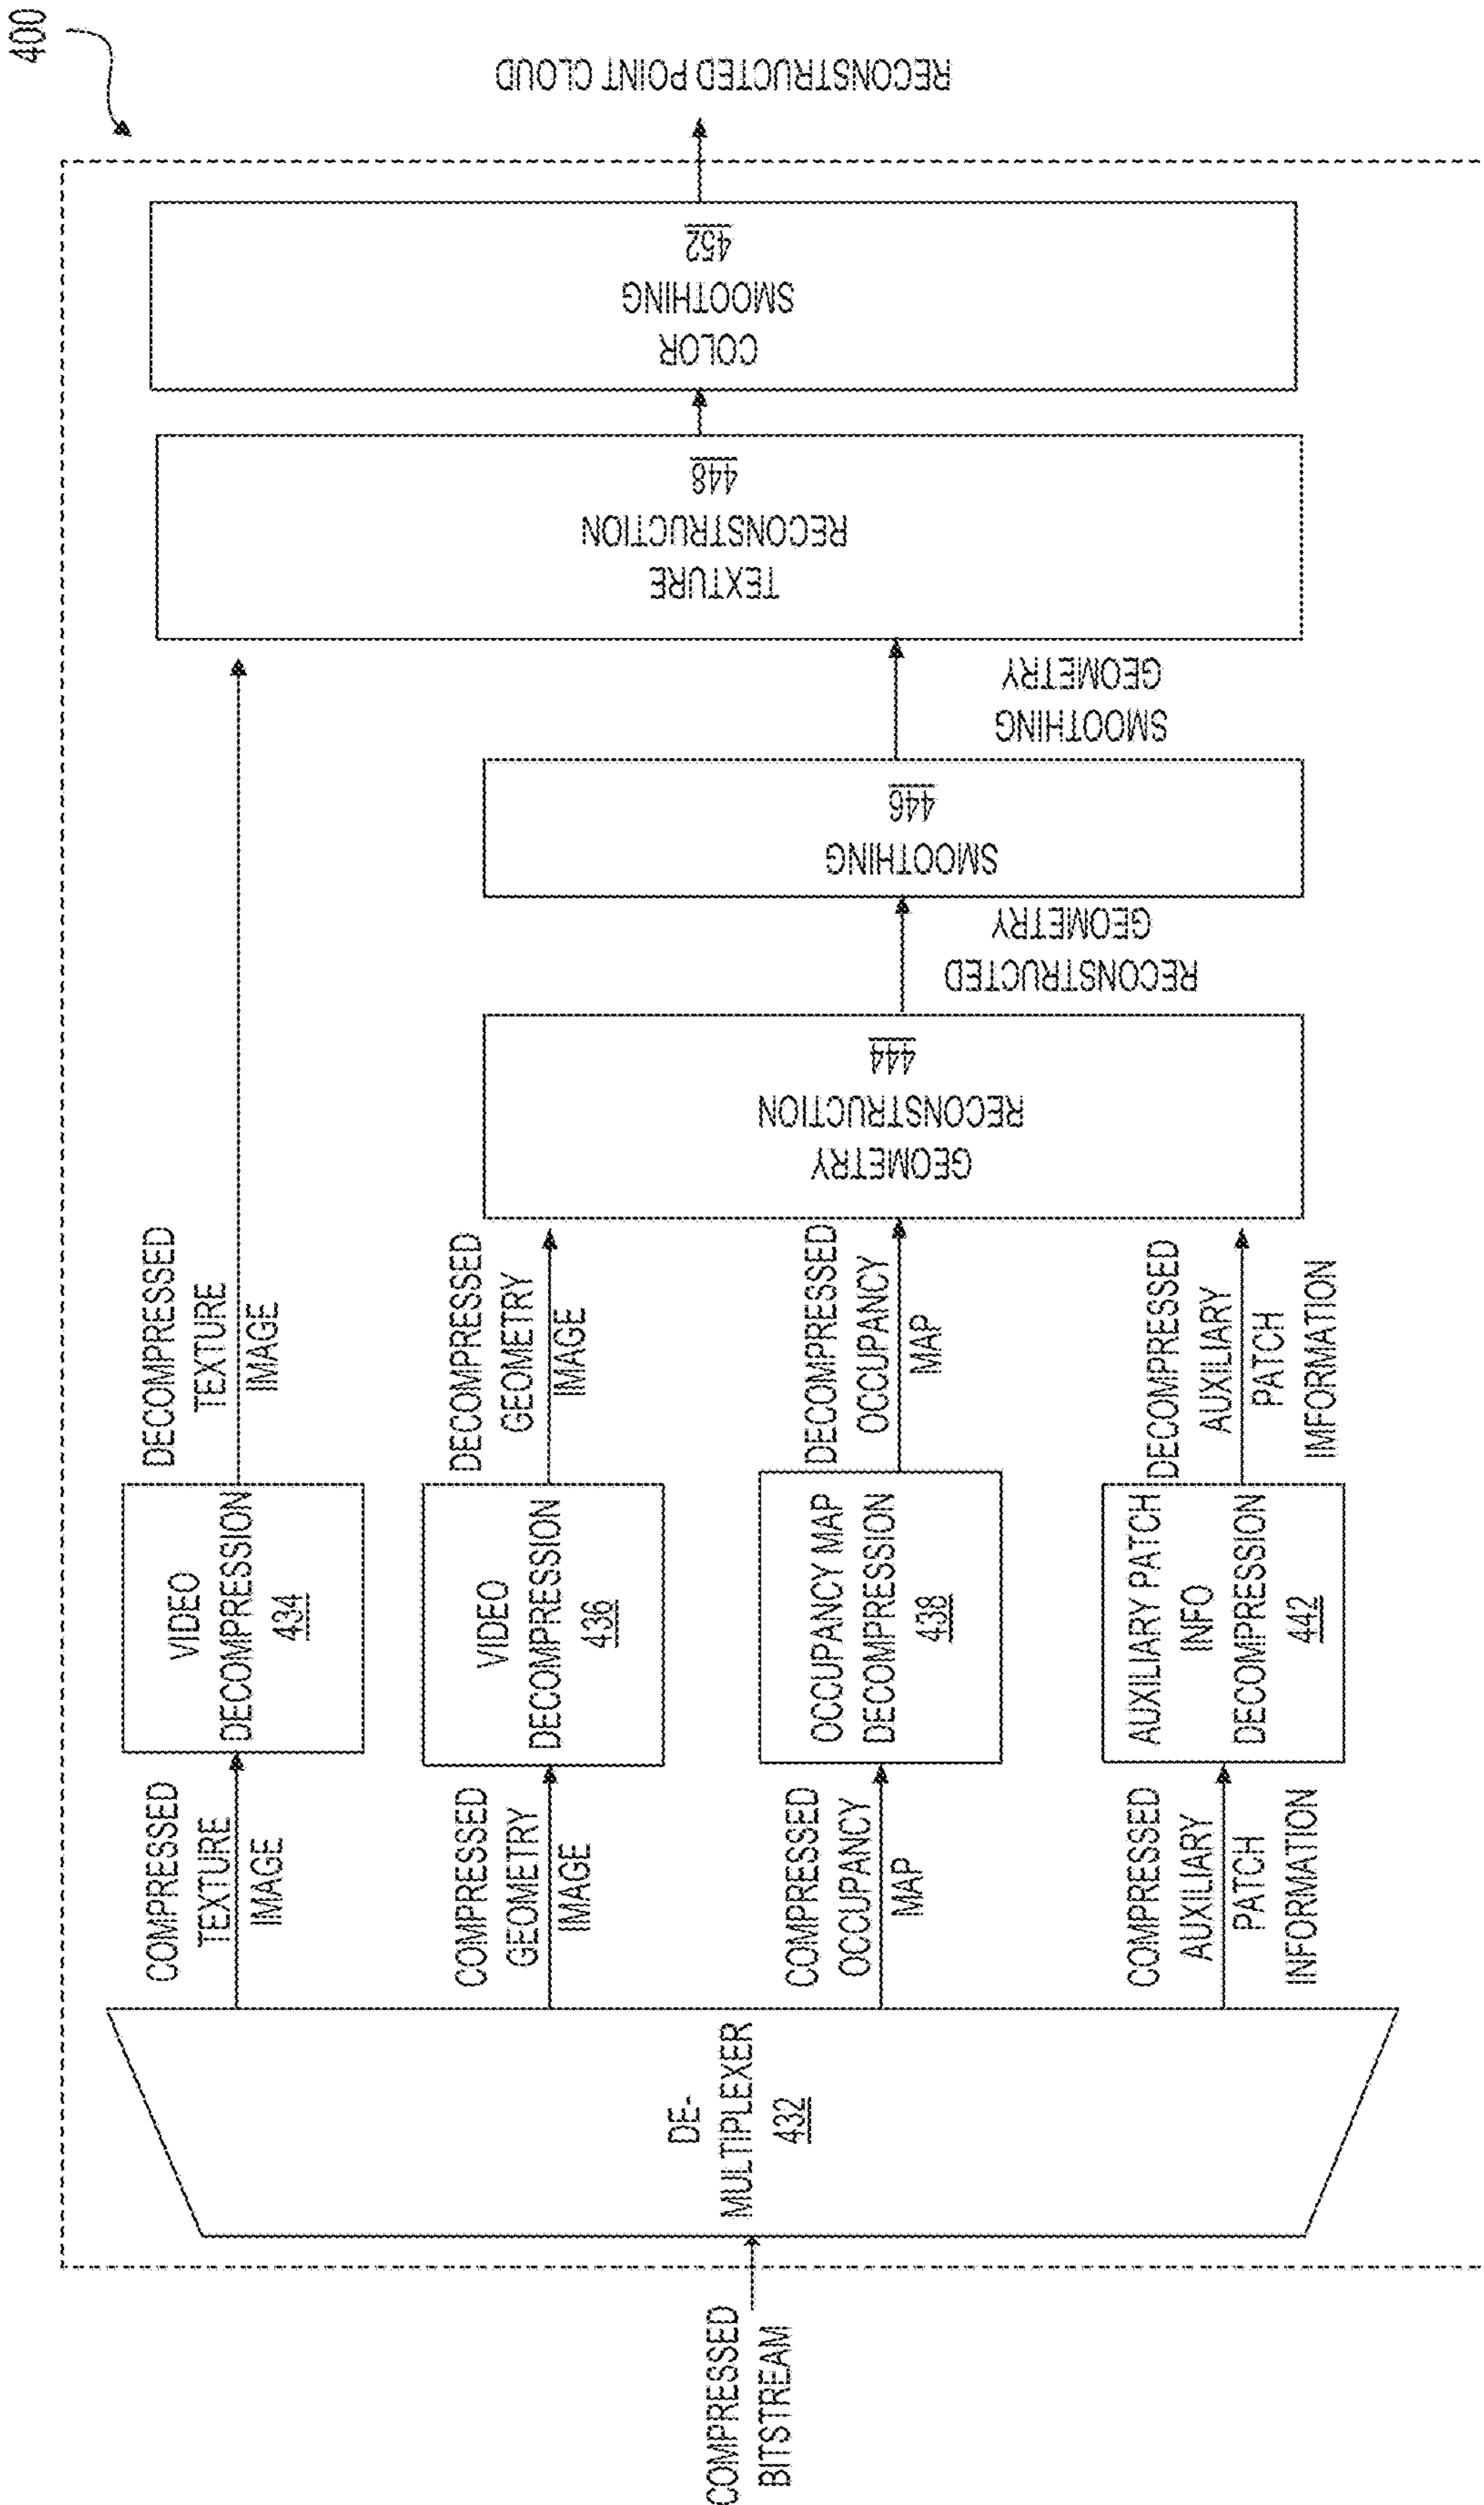 400
COMPRESSED
BITSTREAM
DE-
MULTIPLEXER
432
COMPRESSED
TEXTURE
IMAGE
VIDEO
DECOMPRESSION
434
DECOMPRESSED
TEXTURE
IMAGE
COMPRESSED
GEOMETRY
IMAGE
VIDEO
DECOMPRESSION
436
DECOMPRESSED
GEOMETRY
IMAGE
COMPRESSED
OCCUPANCY
MAP
OCCUPANCY MAP
DECOMPRESSION
438
DECOMPRESSED
OCCUPANCY
MAP
COMPRESSED
AUXILIARY
PATCH
INFORMATION
AUXILIARY PATCH
INFO
DECOMPRESSION
442
DECOMPRESSED
AUXILIARY
PATCH
IMFORMATION
GEOMETRY
RECONSTRUCTION
444
RECONSTRUCTED
GEOMETRY
SMOOTHING
446
SMOOTHING
GEOMETRY
TEXTURE
RECONSTRUCTION
448
COLOR
SMOOTHING
452
RECONSTRUCTED POINT CLOUD